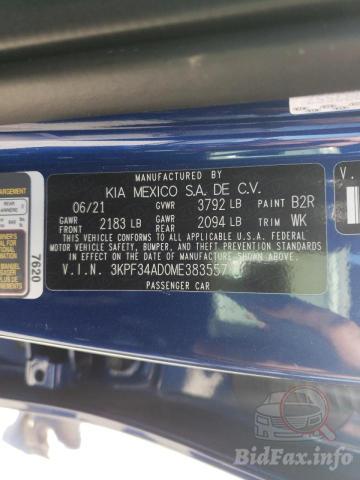 MANUFACTURED BY
KIA MEXICO S.A. DE C.V.
06/21 GVWR 3792 LB PAINT B2R
GAWR FRONT 2183 LB GAWR REAR 2094 LB TRIM WK
THIS VEHICLE CONFORMS TO ALL APPLICABLE U.S.A. FEDERAL
MOTOR VEHICLE SAFETY, BUMPER, AND THEFT PREVENTION STANDARDS
IN EFFECT ON THE DATE OF MANUFACTURE SHOWN ABOVE.
V.I.N. 3KPF34AD0ME383557
PASSENGER CAR
7620
V.
BidFax.info